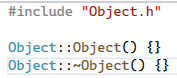 #include "Object.h"
Object::Object() {}
Object::~Object() {}